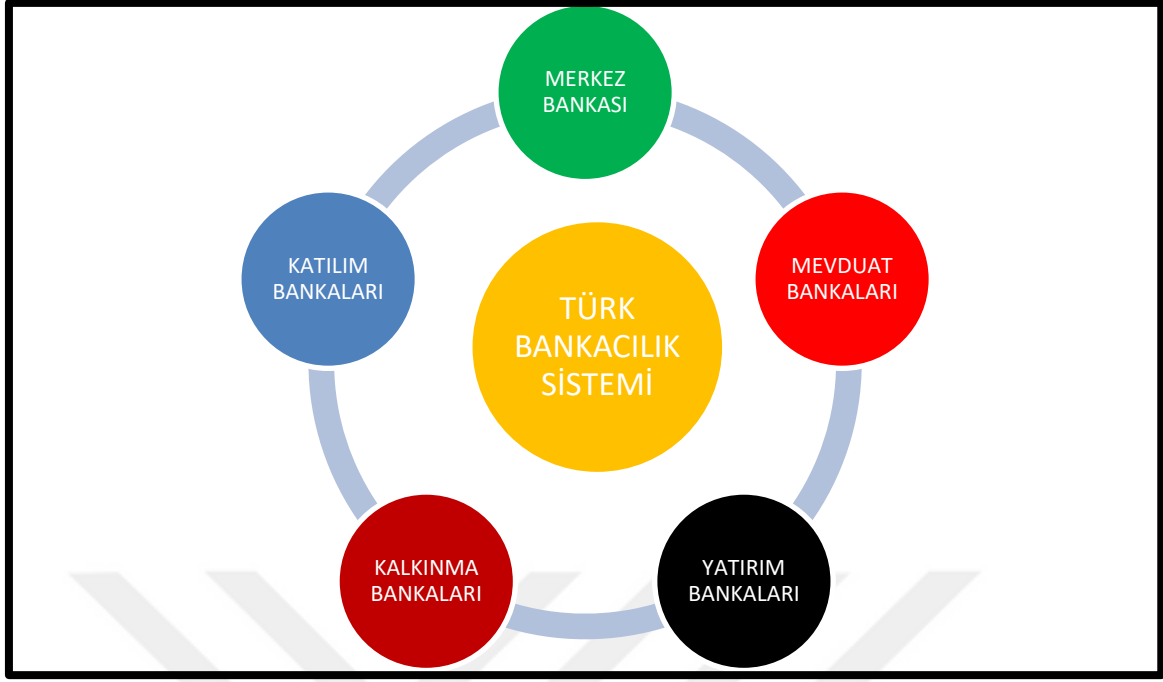 MERKEZ
BANKASI
KATILIM
BANKALARI
MEVDUAT
BANKALARI
TÜRK
BANKACILIK
SİSTEMİ
KALKINMA
BANKALARI
YATIRIM
BANKALARI